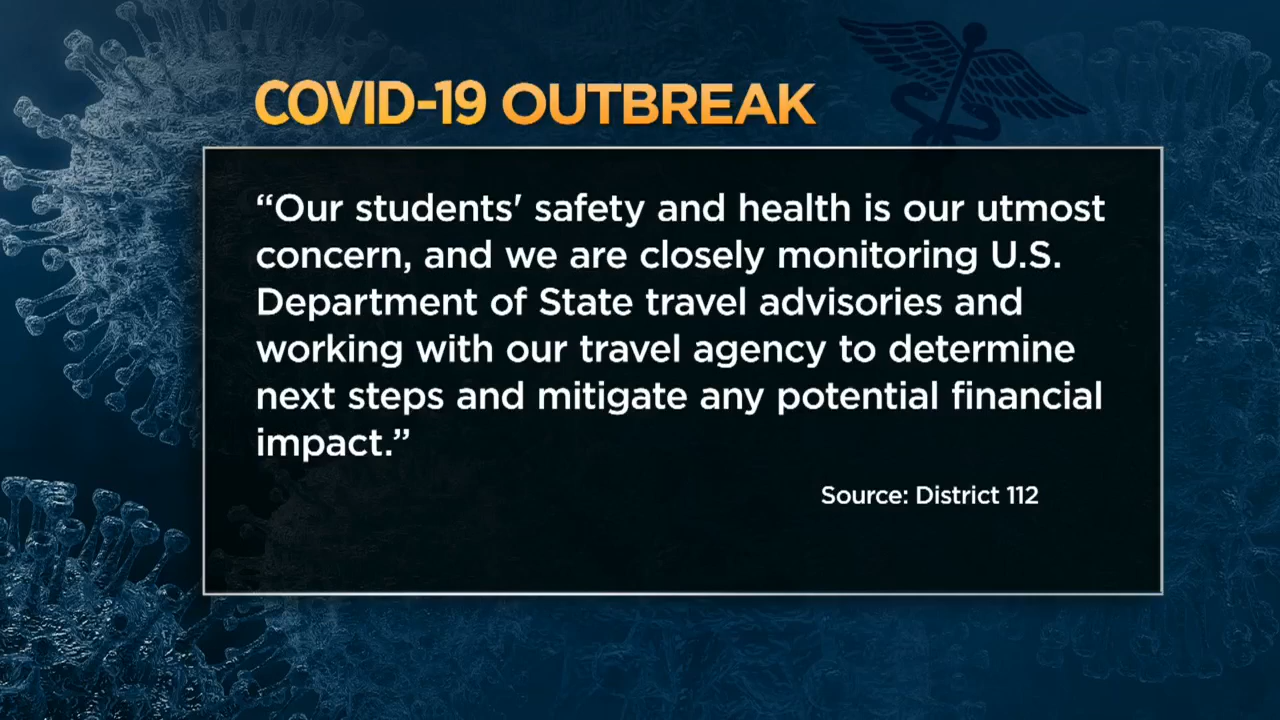 COVID-19 OUTBREAK
“Our students' safety and health is our utmost
concern, and we are closely monitoring U.S.
Department of State travel advisories and
working with our travel agency to determine
next steps and mitigate any potential financial
impact.”
Source: District 112